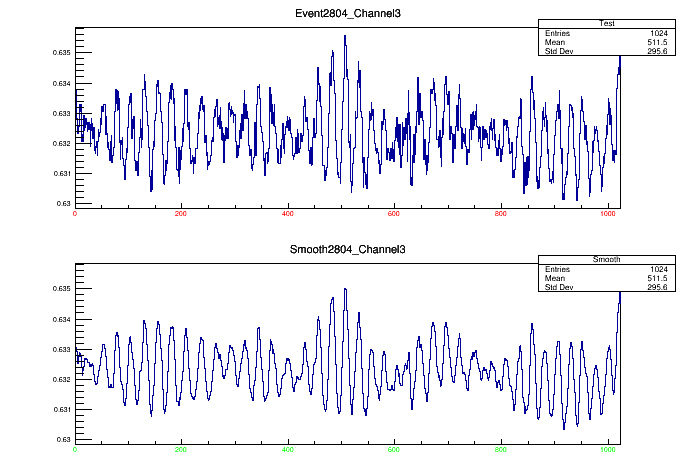 Event2804_Channel3
Test
Entries 1024
Mean 511.5
Std Dev 295.6
0.635
0.634
0.633
0.632
0.631
0.63
0 200 400 600 800 1000
Smooth2804_Channel3
Smooth
Entries 1024
Mean 511.5
Std Dev 295.6
0.635
0.634
0.633
0.632
0.631
0.63
0 200 400 600 800 1000